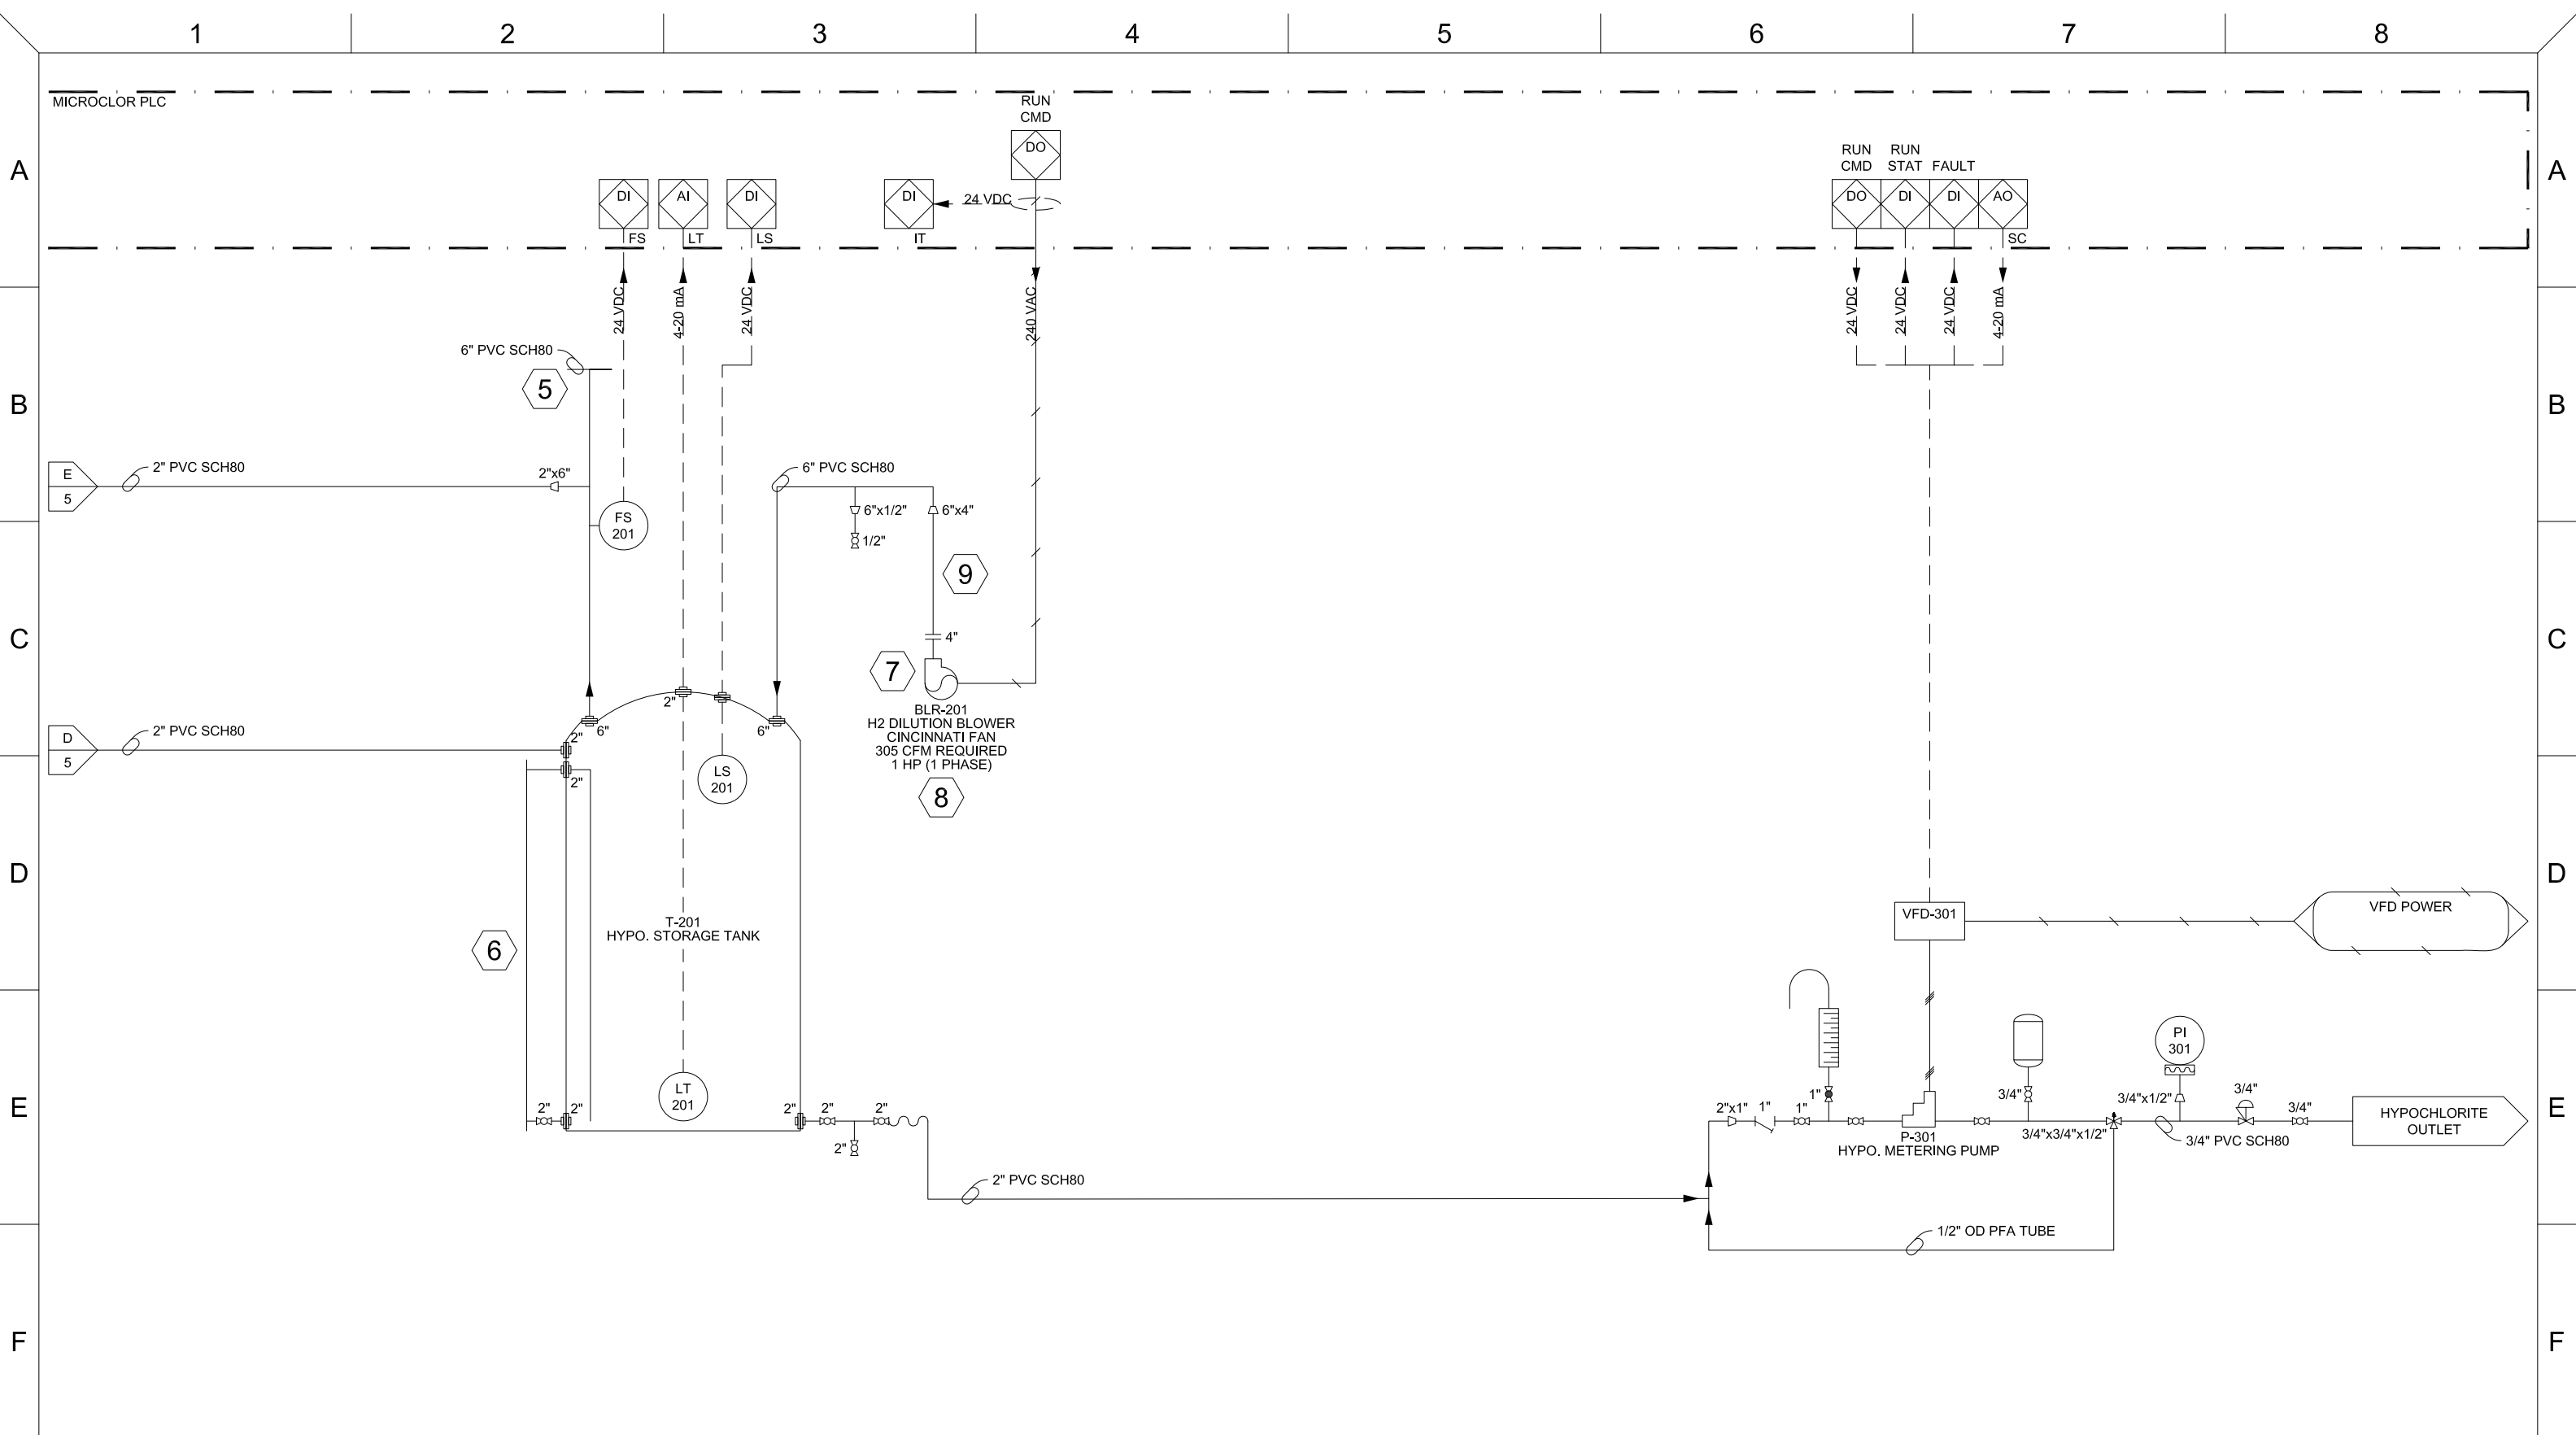 1
2
3
4
5
6
7
8
MICROCLOR PLC
RUN
CMD
DO
A
A
RUN
CMD
RUN
STAT
FAULT
DI
AI
DI
DI
24 VDC
DO
DI
DI
AO
FS
LT
LS
IT
SC
24 VDC
4-20 mA
24 VDC
240 VAC
24 VDC
24 VDC
24 VDC
4-20 mA
6" PVC SCH80
5
B
B
E
5
2" PVC SCH80
2"x6"
6" PVC SCH80
FS
201
6"x1/2"
6"x4"
1/2"
9
C
C
4"
7
2"
6"
6"
BLR-201
H2 DILUTION BLOWER
CINCINNATI FAN
305 CFM REQUIRED
1 HP (1 PHASE)
8
D
5
2" PVC SCH80
2"
2"
LS
201
D
D
T-201
HYPO. STORAGE TANK
6
VFD-301
VFD POWER
LT
201
E
E
2"
2"
2"
2"
2"
2"
2"x1"
1"
1"
1"
3/4"
PI
301
3/4"x1/2"
3/4"
3/4"
HYPOCHLORITE
OUTLET
P-301
HYPO. METERING PUMP
3/4"x3/4"x1/2"
3/4" PVC SCH80
2" PVC SCH80
1/2" OD PFA TUBE
F
F